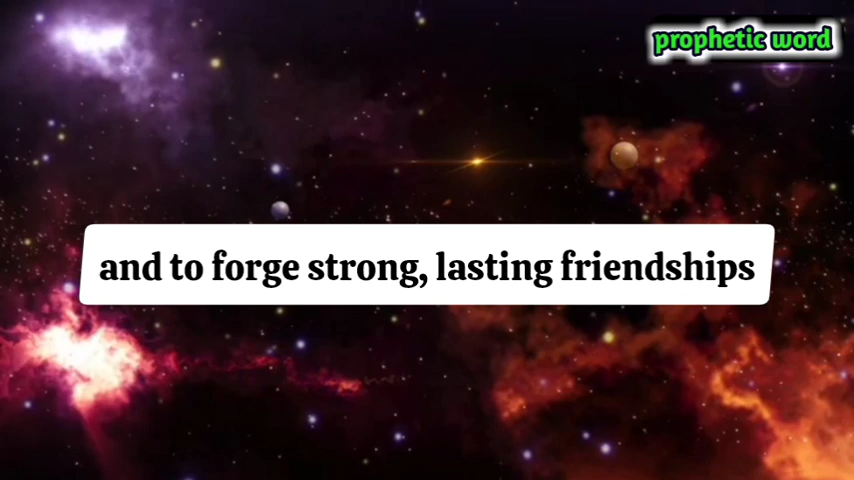 prophetic word
and to forge strong, lasting friendships